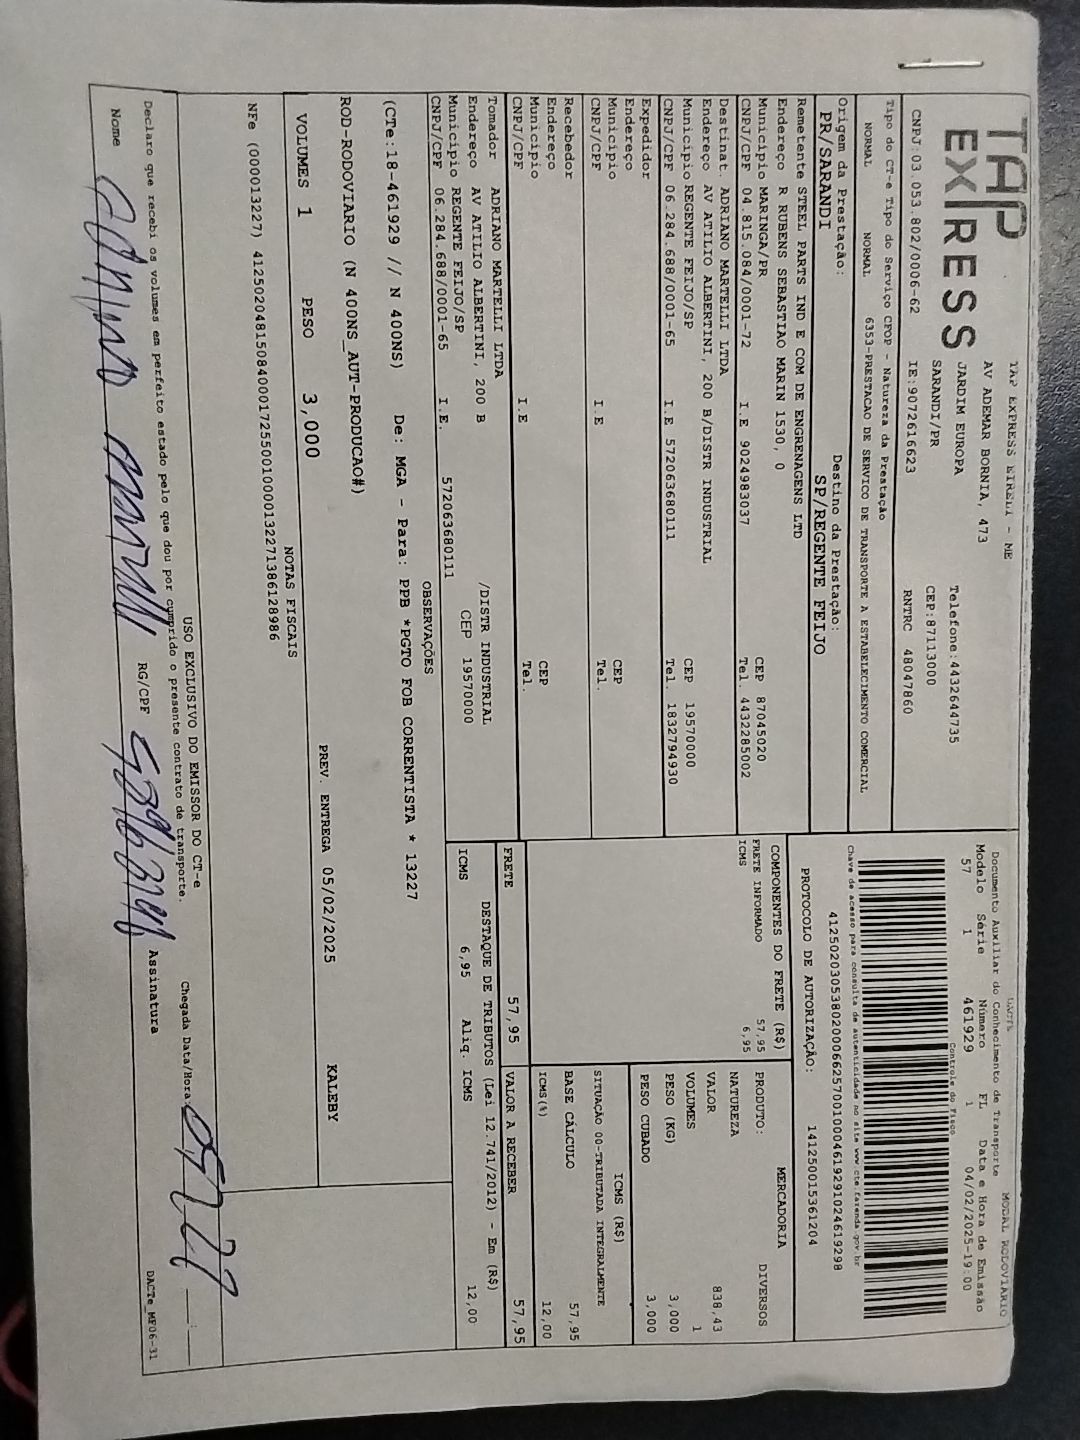 TAP EXPRESS
TAP EXPRESS EIRELI - ME
AV ADEMAR BORNIA, 473
JARDIM EUROPA
SARANDI/PR
Telefone:4432644735
CEP:87113000
CNPJ:03.053.802/0006-62 IE:9072616623 RNTRC 48047860
DACTE MODAL RODOVIARIO
Documento Auxiliar do Conhecimento de Transporte
Modelo Série Número FL Data e Hora de Emissão
57 1 461929 1 04/02/2025-19:00
Controle do Fisco
Chave de acesso para consulta de autenticidade no site www.cte.fazenda.gov.br
41250203053802000662570010004619291024619298
PROTOCOLO DE AUTORIZAÇÃO: 141250015361204
Tipo do CT-e Tipo do Serviço CFOP - Natureza da Prestação
NORMAL NORMAL 6353-PRESTACAO DE SERVICO DE TRANSPORTE A ESTABELECIMENTO COMERCIAL
Origem da Prestação: Destino da Prestação:
PR/SARANDI SP/REGENTE FEIJO
Remetente STEEL PARTS IND E COM DE ENGRENAGENS LTD
Endereço R RUBENS SEBASTIAO MARIN 1530, 0
Município MARINGA/PR CEP 87045020
CNPJ/CPF 04.815.084/0001-72 I.E 9024983037 Tel. 4432285002
Destinat. ADRIANO MARTELLI LTDA
Endereço AV ATILIO ALBERTINI, 200 B/DISTR INDUSTRIAL
Município REGENTE FEIJO/SP CEP 19570000
CNPJ/CPF 06.284.688/0001-65 I.E 572063680111 Tel. 1832794930
Expedidor
Endereço
Município CEP
CNPJ/CPF I.E Tel.
Recebedor
Endereço
Município CEP
CNPJ/CPF I.E Tel.
Tomador ADRIANO MARTELLI LTDA
Endereço AV ATILIO ALBERTINI, 200 B /DISTR INDUSTRIAL
Município REGENTE FEIJO/SP CEP 19570000
CNPJ/CPF 06.284.688/0001-65 I.E. 572063680111
COMPONENTES DO FRETE (R$)
FRETE INFORMADO 57,95
ICMS 6,95
MERCADORIA
PRODUTO: DIVERSOS
NATUREZA
VALOR 838,43
VOLUMES 1
PESO (KG) 3,000
PESO CUBADO 3,000
ICMS (R$)
SITUAÇÃO 00-TRIBUTADA INTEGRALMENTE
BASE CÁLCULO 57,95
ICMS(%) 12,00
FRETE 57,95 VALOR A RECEBER 57,95
DESTAQUE DE TRIBUTOS (Lei 12.741/2012) - Em (R$)
ICMS 6,95 Aliq. ICMS 12,00
OBSERVAÇÕES
(CTe:18-461929 // N 400NS) De: MGA - Para: PPB *PGTO FOB CORRENTISTA * 13227
ROD-RODOVIARIO (N 400NS_AUT-PRODUCAO#)
VOLUMES 1 PESO 3,000 PREV. ENTREGA 05/02/2025 KALEBY
NOTAS FISCAIS
NFe (000013227) 41250204815084000172550010000132271386128986
USO EXCLUSIVO DO EMISSOR DO CT-e
Declaro que recebi os volumes em perfeito estado pelo que dou por cumprido o presente contrato de transporte.
Chegada Data/Hora
Nome RG/CPF Assinatura
DACTe_MF06-31